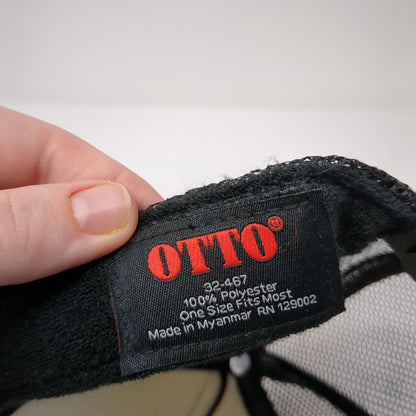 OTTO®
32-467
100% Polyester
One Size Fits Most
Made in Myanmar RN 129002